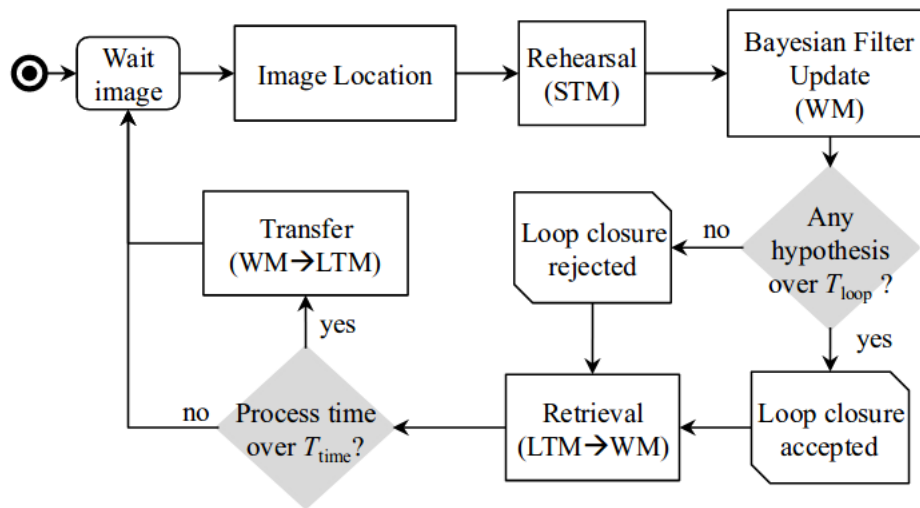 Wait
image
Image Location
Rehearsal
(STM)
Bayesian Filter
Update
(WM)
Any
hypothesis
over Tloop ?
no
yes
Loop closure
rejected
Loop closure
accepted
Retrieval
(LTM→WM)
Process time
over Ttime?
yes
no
Transfer
(WM→LTM)